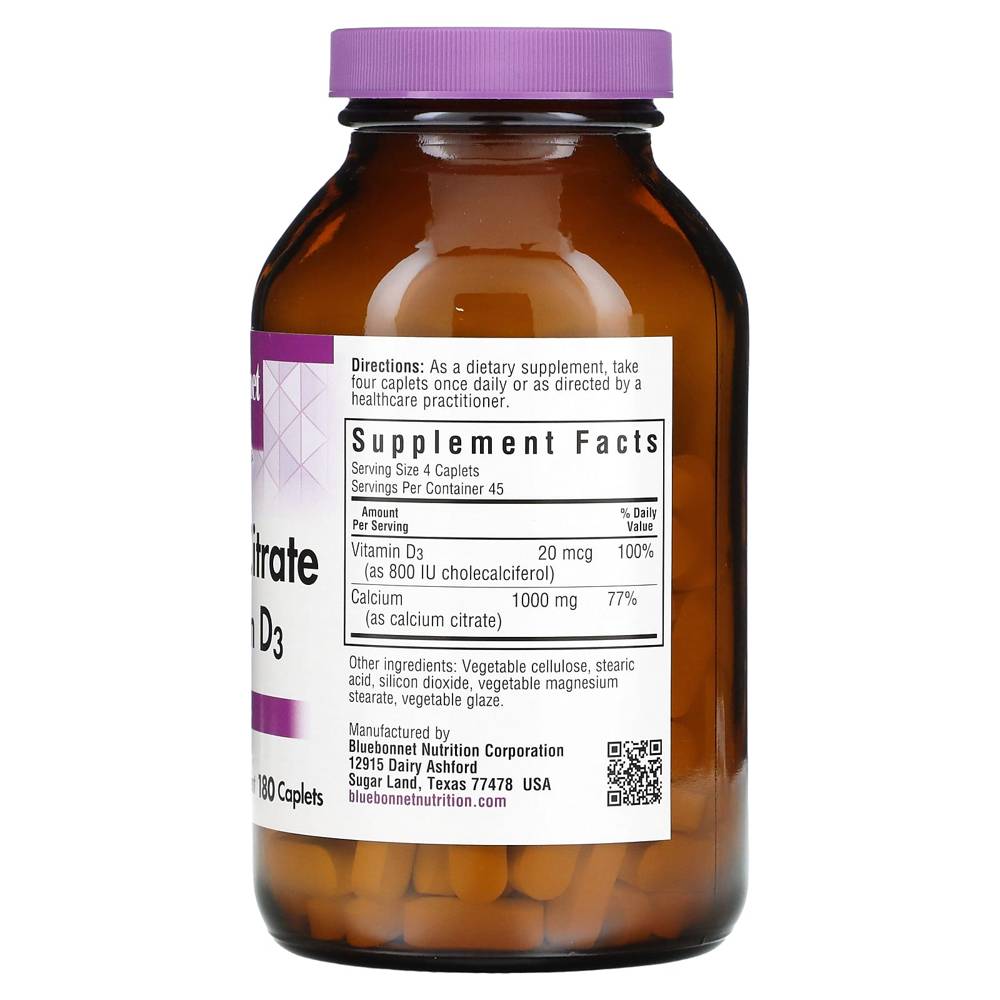 Directions: As a dietary supplement, take
four caplets once daily or as directed by a
healthcare practitioner.
Supplement Facts
Serving Size 4 Caplets
Servings Per Container 45
Amount Per Serving
% Daily Value
Vitamin D3 20 mcg 100%
(as 800 IU cholecalciferol)
Calcium 1000 mg 77%
(as calcium citrate)
Other ingredients: Vegetable cellulose, stearic
acid, silicon dioxide, vegetable magnesium
stearate, vegetable glaze.
Manufactured by
Bluebonnet Nutrition Corporation
12915 Dairy Ashford
Sugar Land, Texas 77478 USA
bluebonnetnutrition.com
D3
180 Caplets